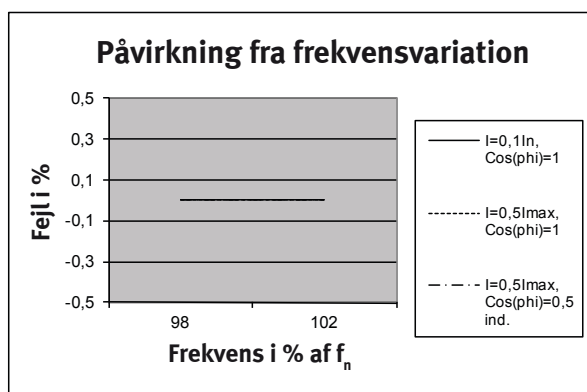 Påvirkning fra frekvensvariation
0,5
0,3
0,1
-0,1
-0,3
-0,5
Fejl i %
98
102
Frekvens i % af fn
I=0,1In,
Cos(phi)=1
I=0,5Imax,
Cos(phi)=1
I=0,5Imax,
Cos(phi)=0,5
ind.